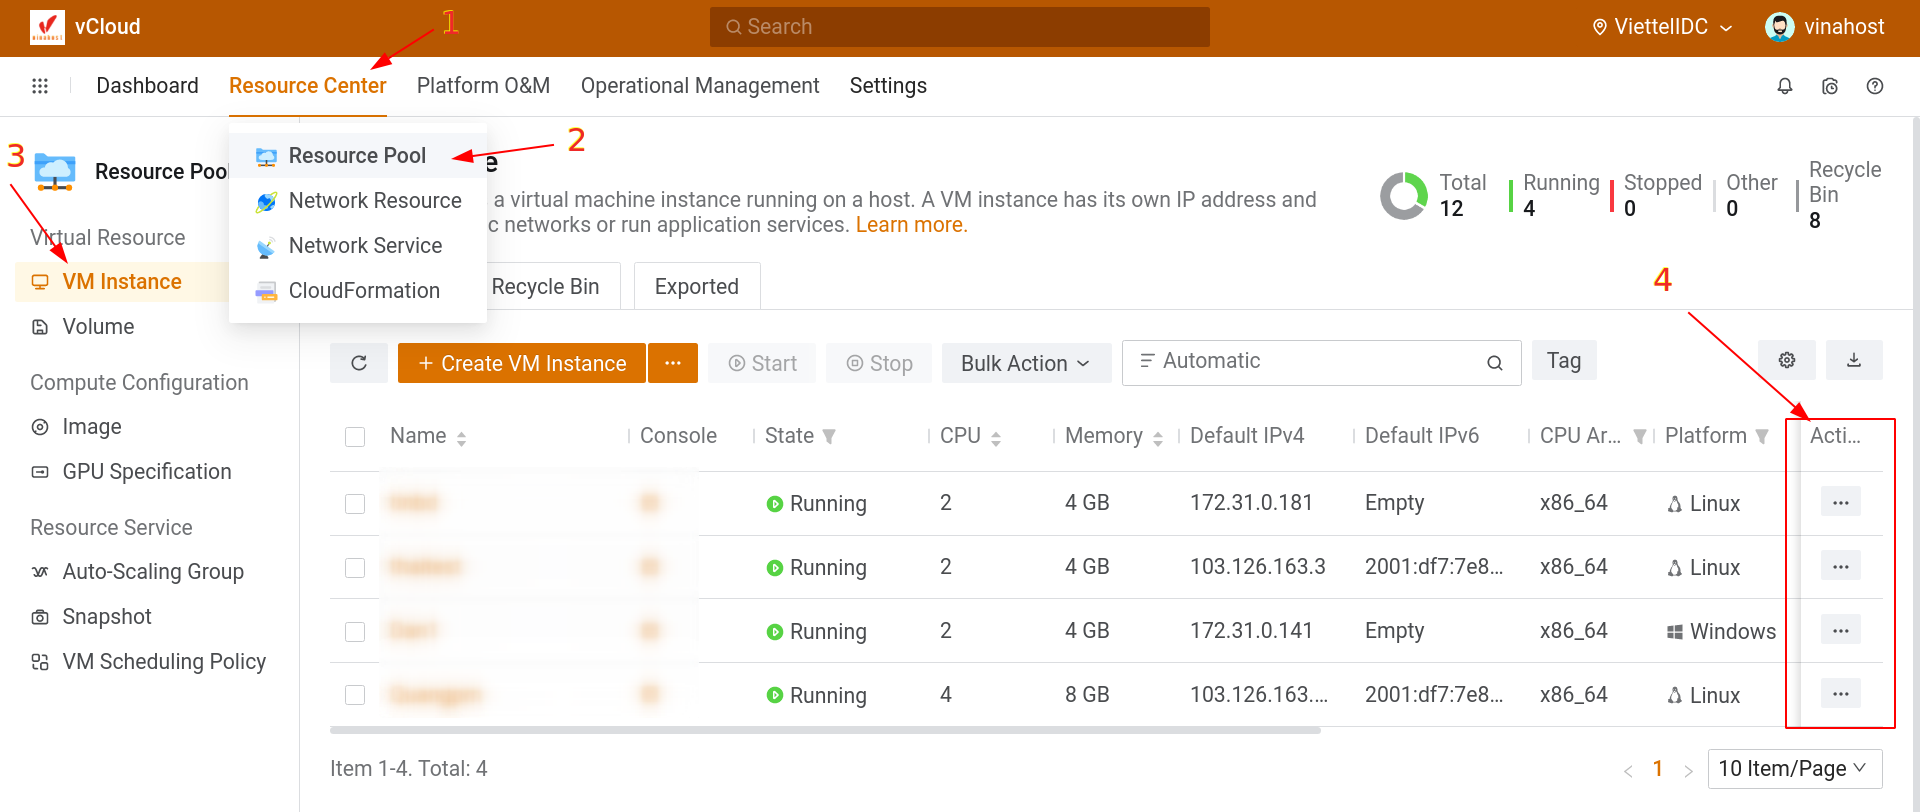 vinahost
vCloud
Search
ViettelIDC
vinahost
1
Dashboard
Resource Center
Platform O&M
Operational Management
Settings
Resource Pool
Network Resource
Network Service
CloudFormation
2
3
Resource Pool
Virtual Resource
VM Instance
Volume
Compute Configuration
Image
GPU Specification
Resource Service
Auto-Scaling Group
Snapshot
VM Scheduling Policy
e
a virtual machine instance running on a host. A VM instance has its own IP address and
c networks or run application services. Learn more.
Total
12
Running
4
Stopped
0
Other
0
Recycle
Bin
8
Recycle Bin
Exported
4
+ Create VM Instance
···
Start
Stop
Bulk Action
Automatic
Tag
Name
Console
State
CPU
Memory
Default IPv4
Default IPv6
CPU Ar...
Platform
Acti...
Running 2 4 GB 172.31.0.181 Empty x86_64 Linux ···
Running 2 4 GB 103.126.163.3 2001:df7:7e8... x86_64 Linux ···
Running 2 4 GB 172.31.0.141 Empty x86_64 Windows ···
Running 4 8 GB 103.126.163.... 2001:df7:7e8... x86_64 Linux ···
Item 1-4. Total: 4
< 1 >
10 Item/Page